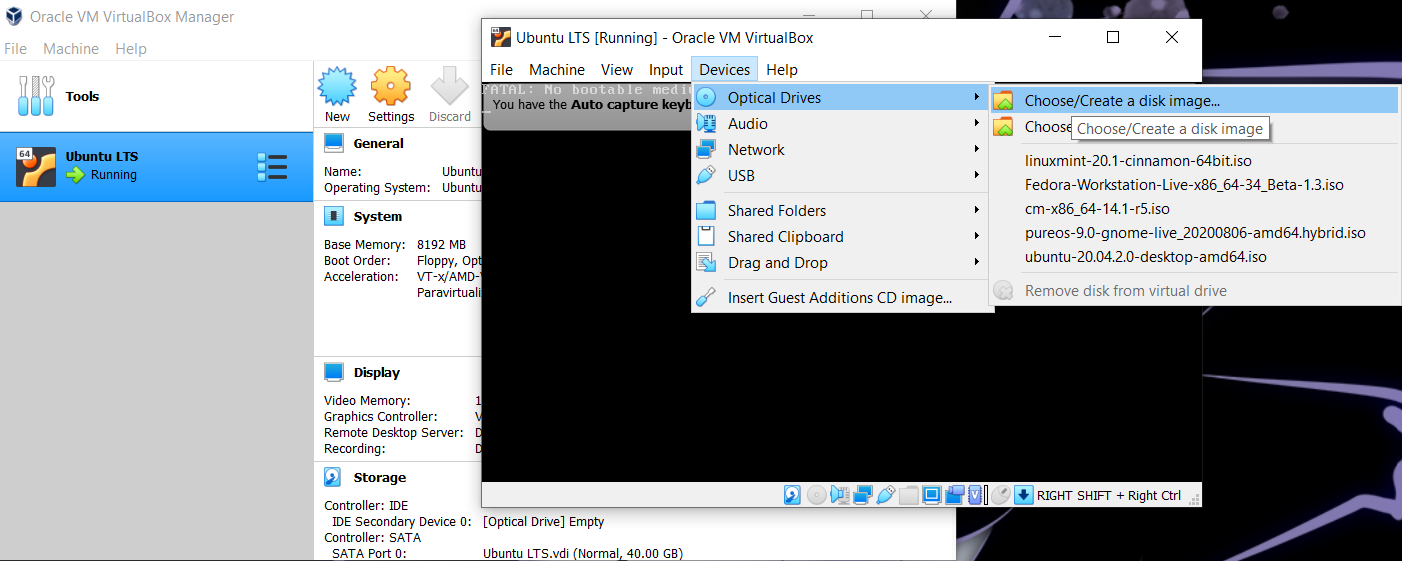 Oracle VM VirtualBox Manager
File Machine Help
Tools
64
Ubuntu LTS
Running
New Settings Discard
General
Name: Ubuntu
Operating System: Ubuntu
System
Base Memory: 8192 MB
Boot Order: Floppy, Opt
Acceleration: VT-x/AMD-V
Paravirtualiz
Display
Video Memory: 1
Graphics Controller: V
Remote Desktop Server: D
Recording: D
Storage
Controller: IDE
IDE Secondary Device 0: [Optical Drive] Empty
Controller: SATA
SATA Port 0: Ubuntu LTS.vdi (Normal, 40.00 GB)
Ubuntu LTS [Running] - Oracle VM VirtualBox
File Machine View Input Devices Help
FATAL: No bootable mediu
You have the Auto capture keyb
Optical Drives
Audio
Network
USB
Shared Folders
Shared Clipboard
Drag and Drop
Insert Guest Additions CD image...
Choose/Create a disk image...
Choose
Choose/Create a disk image
linuxmint-20.1-cinnamon-64bit.iso
Fedora-Workstation-Live-x86_64-34_Beta-1.3.iso
cm-x86_64-14.1-r5.iso
pureos-9.0-gnome-live_20200806-amd64.hybrid.iso
ubuntu-20.04.2.0-desktop-amd64.iso
Remove disk from virtual drive
V
RIGHT SHIFT + Right Ctrl